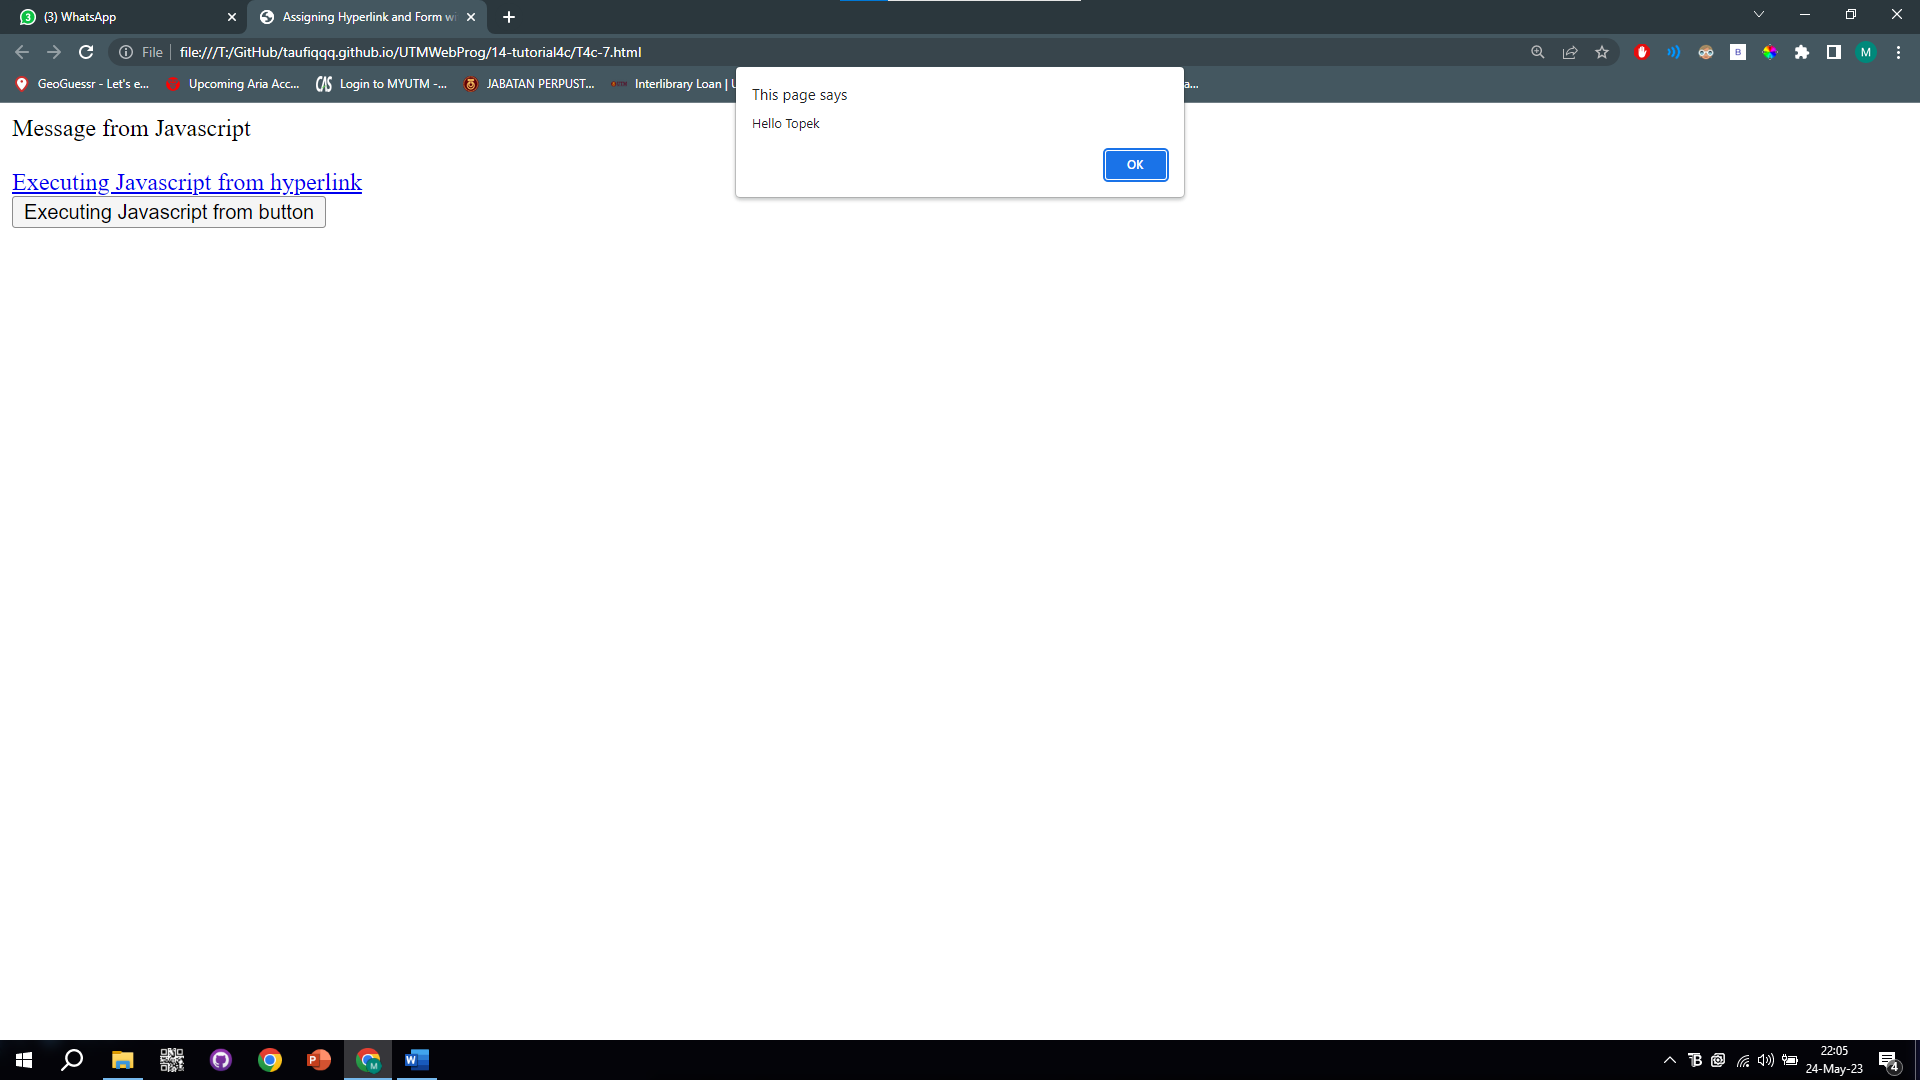 (3) WhatsApp
Assigning Hyperlink and Form wi
File
file:///T:/GitHub/taufiqqq.github.io/UTMWebProg/14-tutorial4c/T4c-7.html
GeoGuessr - Let's e...
Upcoming Aria Acc...
Login to MYUTM -...
JABATAN PERPUST...
Interlibrary Loan | U
a...
This page says
Hello Topek
OK
Message from Javascript
Executing Javascript from hyperlink
Executing Javascript from button
22:05
24-May-23
4